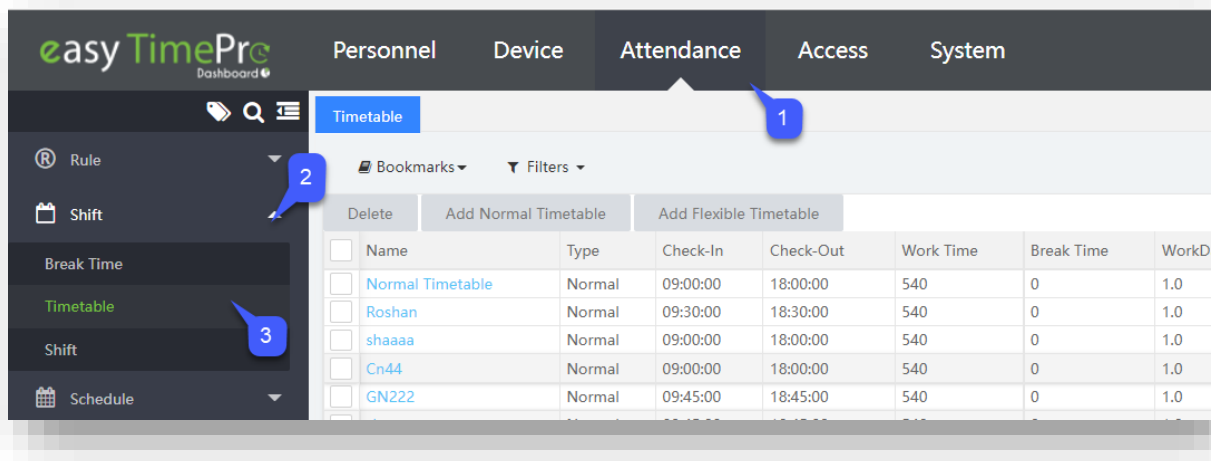 easy TimePro Personnel Device Attendance Access System
Dashboard
1
Timetable
Rule
2
Bookmarks Filters
Shift
Delete Add Normal Timetable Add Flexible Timetable
Name Type Check-In Check-Out Work Time Break Time WorkD
Break Time
Normal Timetable Normal 09:00:00 18:00:00 540 0 1.0
Timetable
Roshan Normal 09:30:00 18:30:00 540 0 1.0
3
shaaaa Normal 09:00:00 18:00:00 540 0 1.0
Shift
Cn44 Normal 09:00:00 18:00:00 540 0 1.0
Schedule
GN222 Normal 09:45:00 18:45:00 540 0 1.0